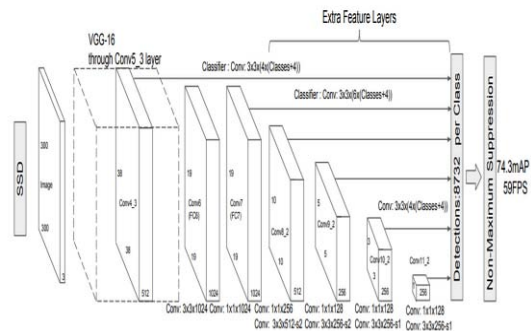 Extra Feature Layers
VGG-16
through Conv5_3 layer
Classifier : Conv: 3x3x(4x(Classes+4))
Classifier : Conv: 3x3x(6x(Classes+4))
Conv: 3x3x(4x(Classes+4))
SSD
300
Image
300
3
38
Conv4_3
38
512
19
Conv6
(FC6)
19
1024
19
Conv7
(FC7)
19
1024
10
Conv8_2
10
512
5
Conv9_2
5
256
3
Conv10_2
3
256
Conv11_2
1
256
Detections:8732 per Class
Non-Maximum Suppression
74.3mAP
59FPS
Conv: 3x3x1024
Conv: 1x1x1024
Conv: 1x1x256
Conv: 3x3x512-s2
Conv: 1x1x128
Conv: 3x3x256-s2
Conv: 1x1x128
Conv: 3x3x256-s1
Conv: 1x1x128
Conv: 3x3x256-s1